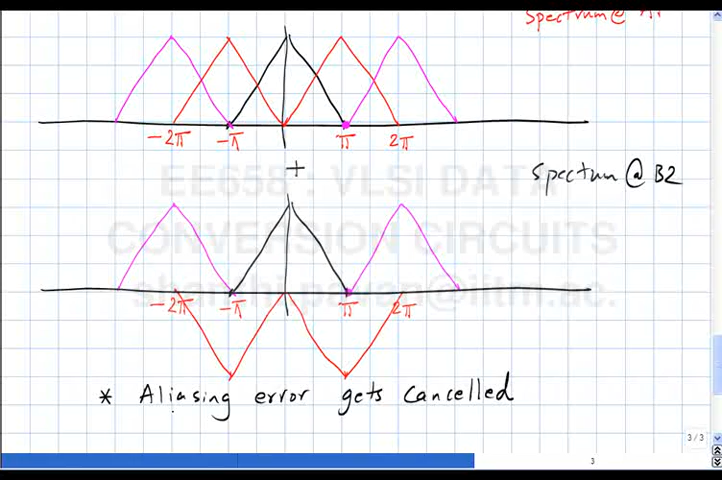 Spectrum@
-2π -π π 2π
+
Spectrum@B2
EE658 : VLSI DATA
CONVERSION CIRCUITS
-2π -π π 2π
* Aliasing error gets cancelled
3/3
3